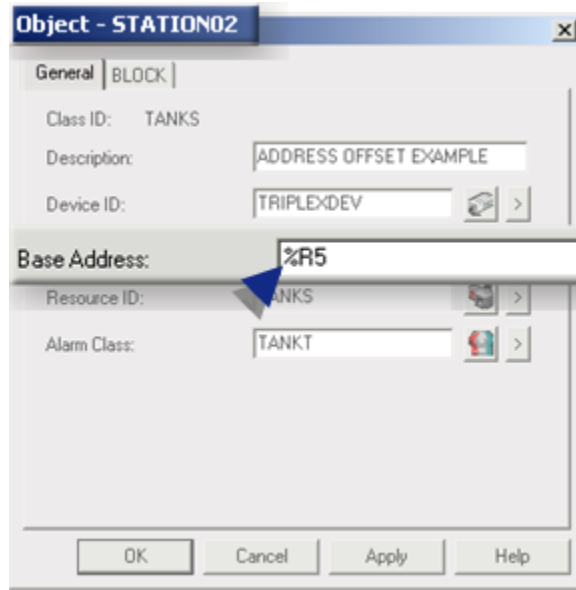 Object - STATION02
General BLOCK
Class ID: TANKS
Description: ADDRESS OFFSET EXAMPLE
Device ID: TRIPLEXDEV >
Base Address: %R5
Resource ID: TANKS >
Alarm Class: TANKT >
OK Cancel Apply Help